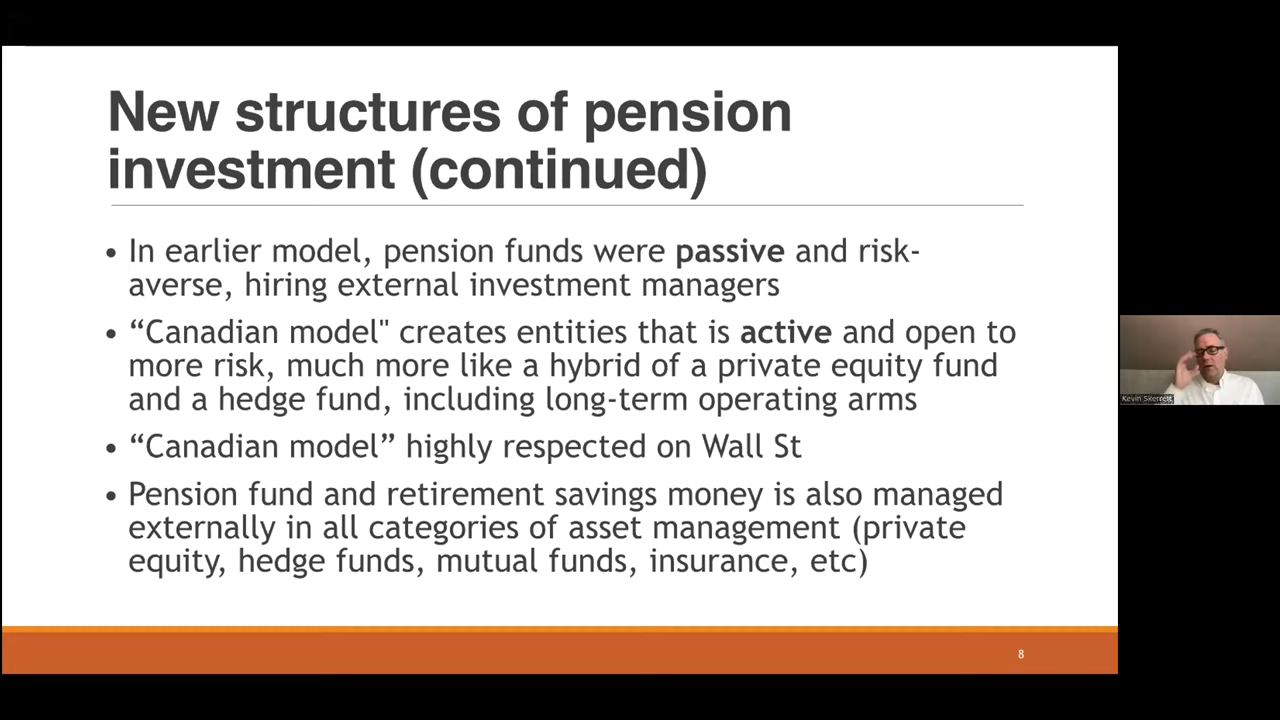 New structures of pension
investment (continued)
• In earlier model, pension funds were passive and risk-
averse, hiring external investment managers
• “Canadian model" creates entities that is active and open to
more risk, much more like a hybrid of a private equity fund
and a hedge fund, including long-term operating arms
• “Canadian model” highly respected on Wall St
• Pension fund and retirement savings money is also managed
externally in all categories of asset management (private
equity, hedge funds, mutual funds, insurance, etc)
8
Kevin Skerrett